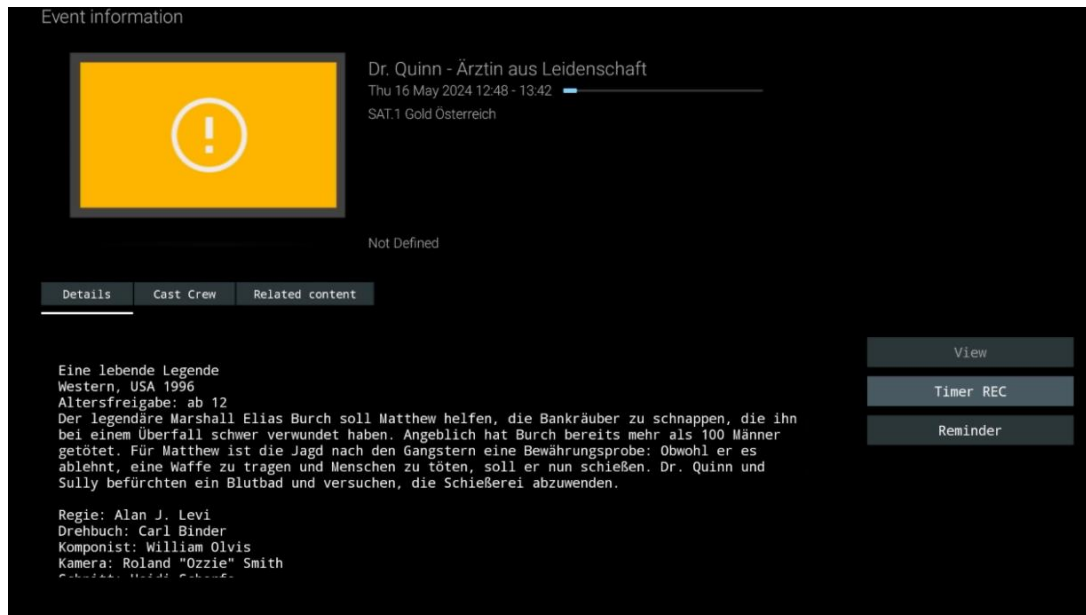 Event information
Dr. Quinn - Ärztin aus Leidenschaft
Thu 16 May 2024 12:48 - 13:42
SAT.1 Gold Österreich
Not Defined
Details
Cast Crew
Related content
Eine lebende Legende
Western, USA 1996
Altersfreigabe: ab 12
Der legendäre Marshall Elias Burch soll Matthew helfen, die Bankräuber zu schnappen, die ihn
bei einem Überfall schwer verwundet haben. Angeblich hat Burch bereits mehr als 100 Männer
getötet. Für Matthew ist die Jagd nach den Gangstern eine Bewährungsprobe: Obwohl er es
ablehnt, eine Waffe zu tragen und Menschen zu töten, soll er nun schießen. Dr. Quinn und
Sully befürchten ein Blutbad und versuchen, die Schießerei abzuwenden.
Regie: Alan J. Levi
Drehbuch: Carl Binder
Komponist: William Olvis
Kamera: Roland "Ozzie" Smith
View
Timer REC
Reminder